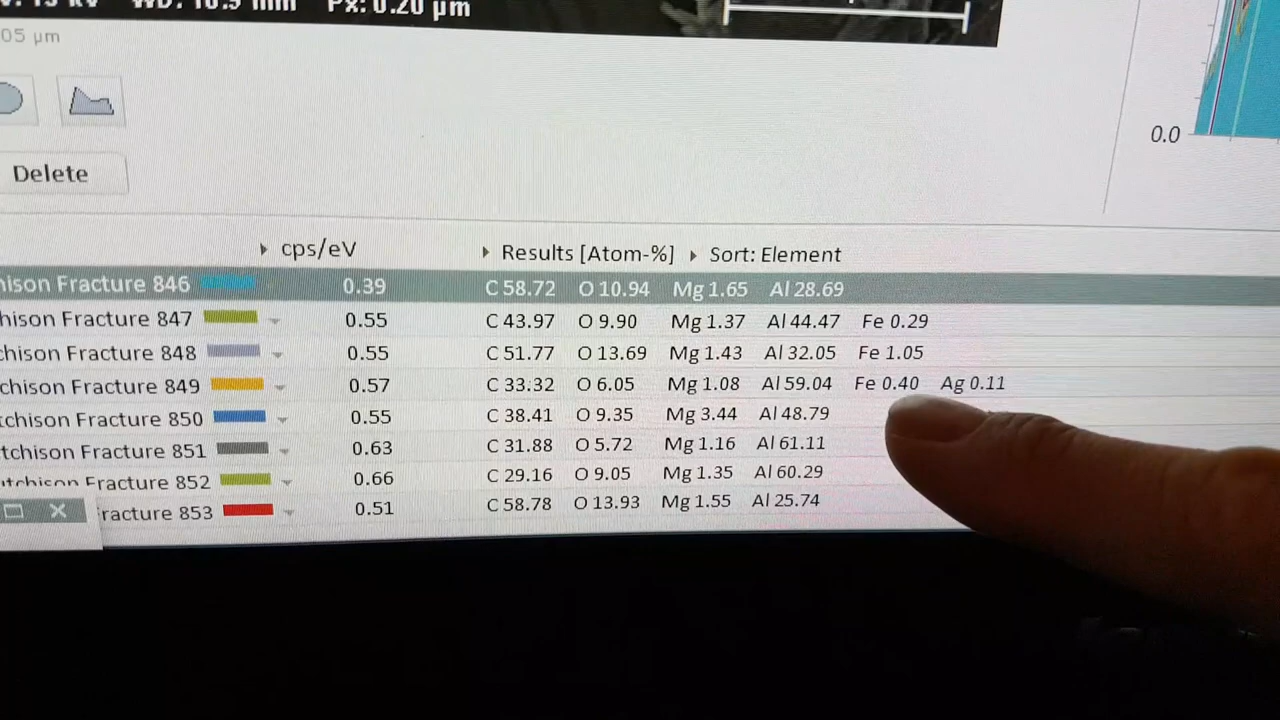 Px: 0.20 µm
05 µm
0.0
Delete
cps/eV Results [Atom-%] Sort: Element
Fracture 846 0.39 C 58.72 O 10.94 Mg 1.65 Al 28.69
Fracture 847 0.55 C 43.97 O 9.90 Mg 1.37 Al 44.47 Fe 0.29
Fracture 848 0.55 C 51.77 O 13.69 Mg 1.43 Al 32.05 Fe 1.05
chison Fracture 849 0.57 C 33.32 O 6.05 Mg 1.08 Al 59.04 Fe 0.40 Ag 0.11
tchison Fracture 850 0.55 C 38.41 O 9.35 Mg 3.44 Al 48.79
tchison Fracture 851 0.63 C 31.88 O 5.72 Mg 1.16 Al 61.11
Fracture 852 0.66 C 29.16 O 9.05 Mg 1.35 Al 60.29
racture 853 0.51 C 58.78 O 13.93 Mg 1.55 Al 25.74